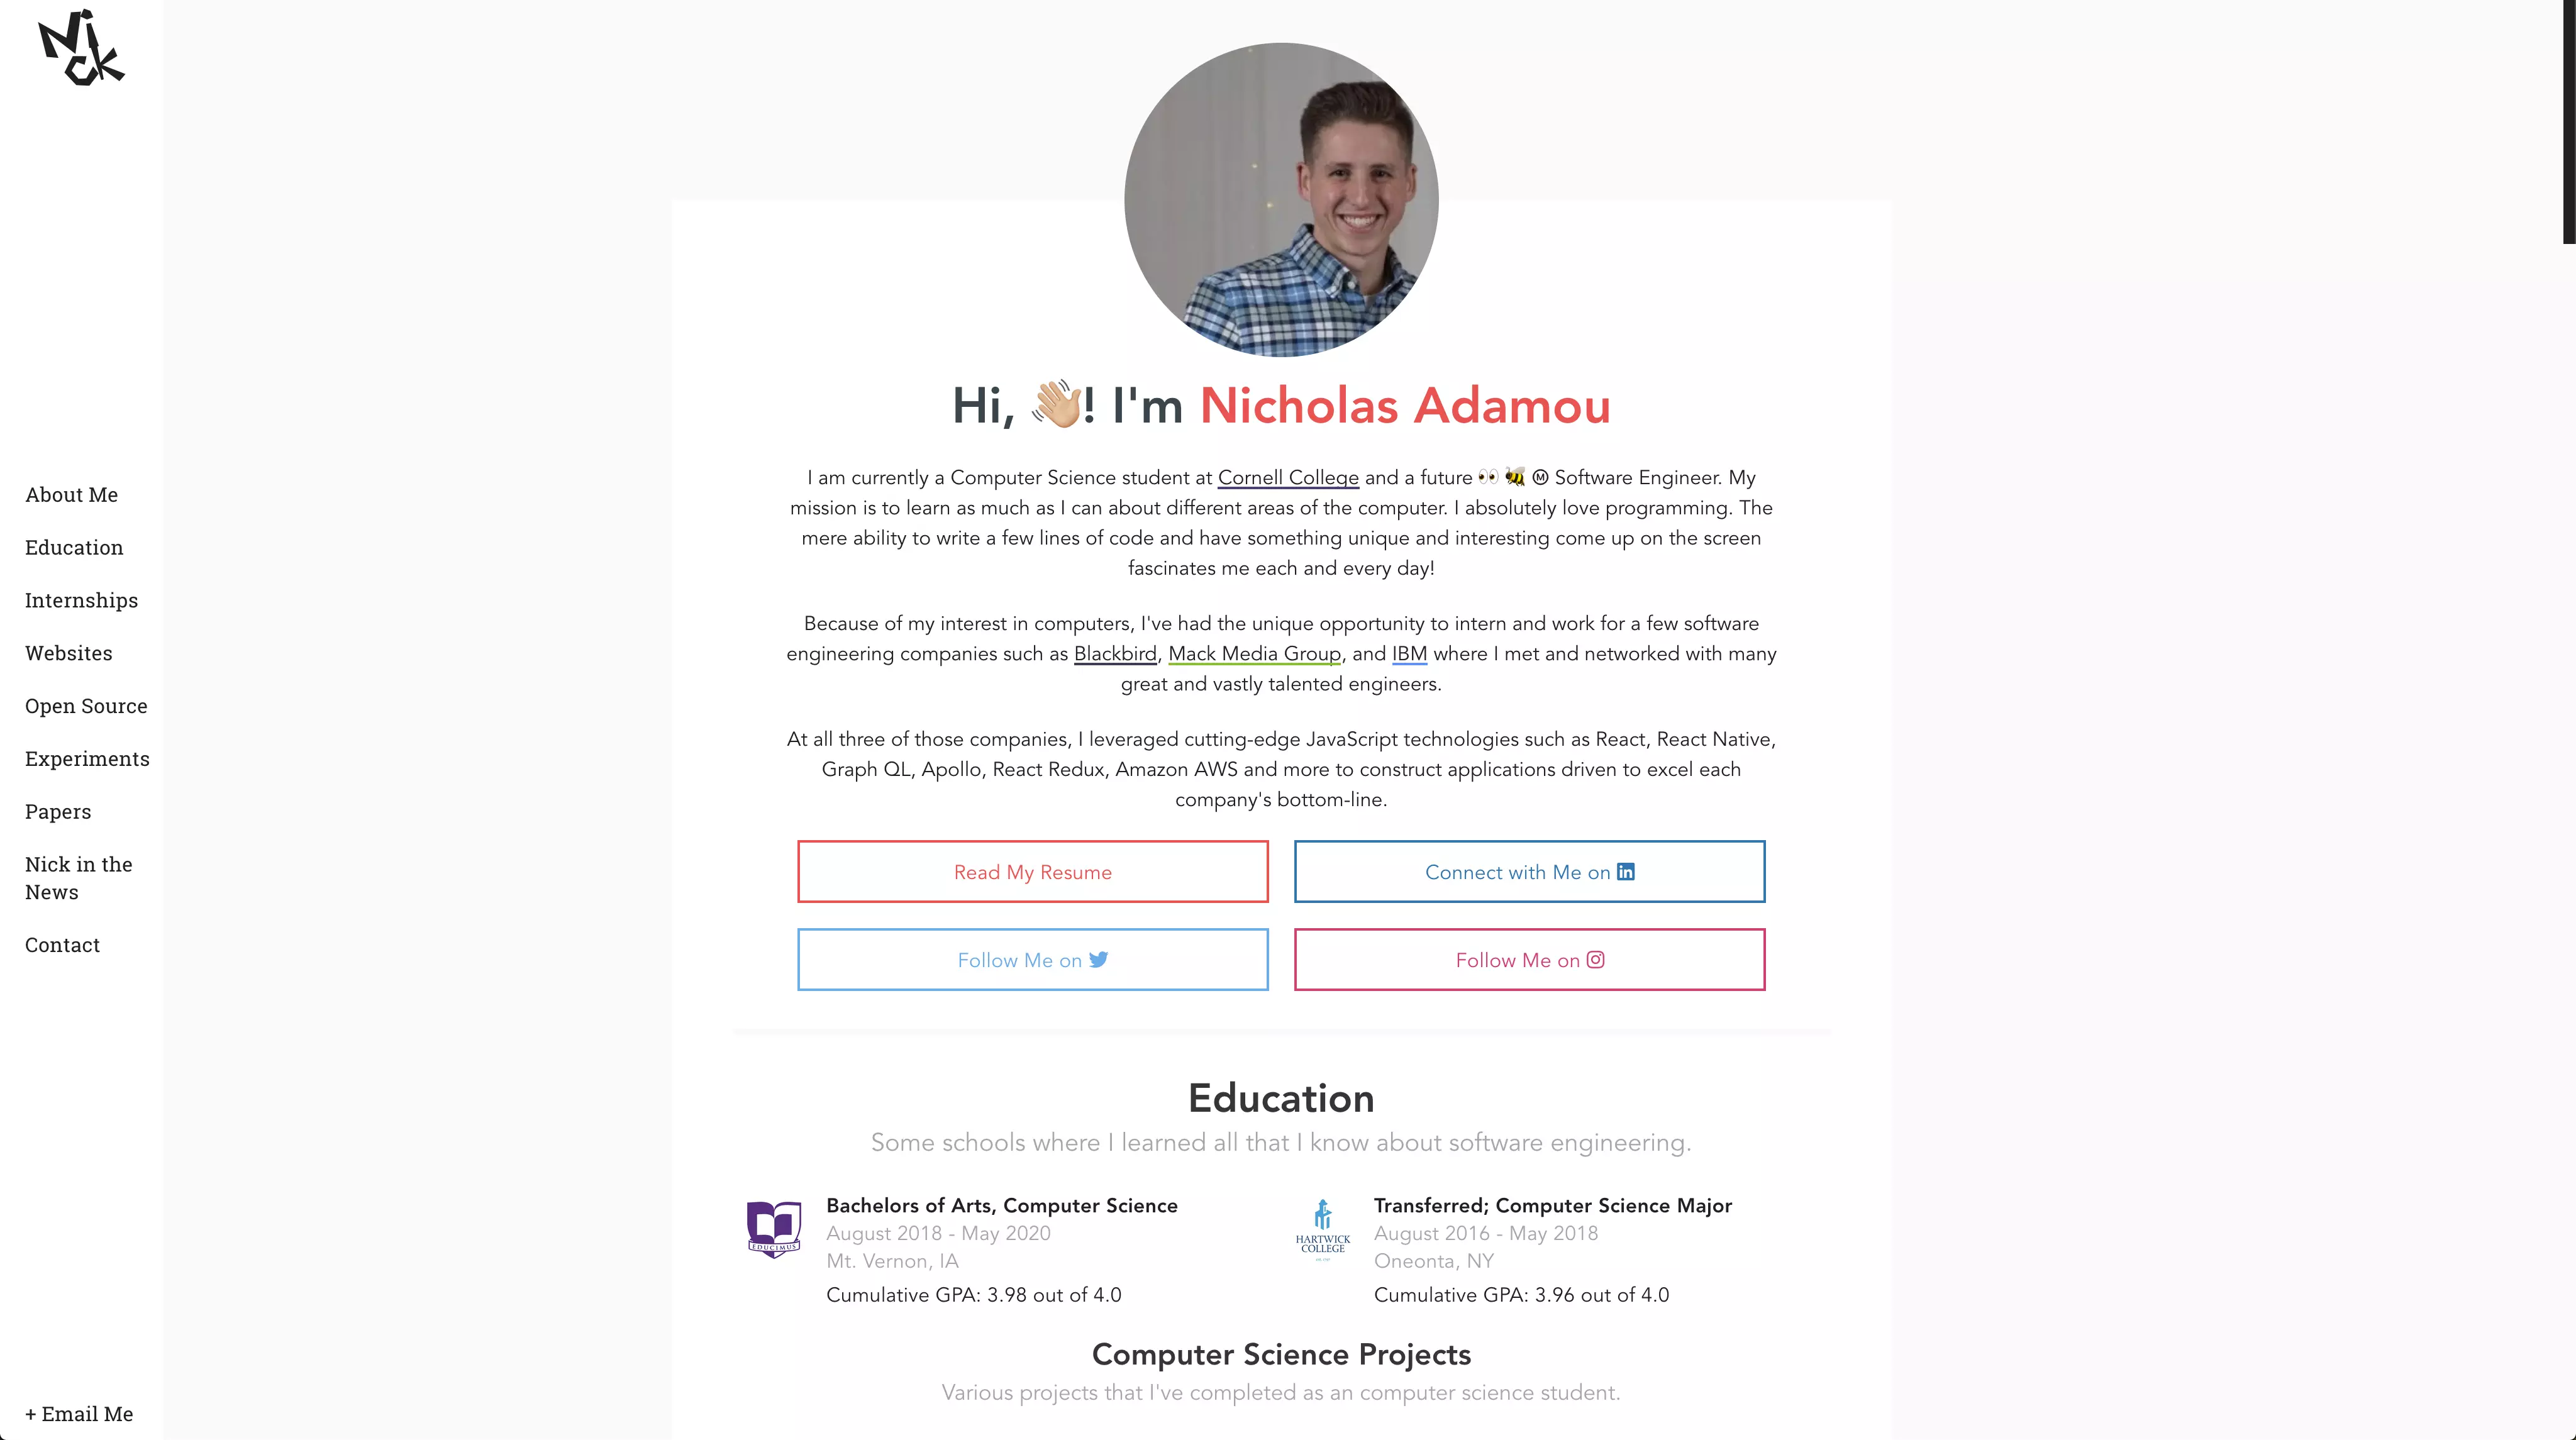 Nick
About Me
Education
Internships
Websites
Open Source
Experiments
Papers
Nick in the
News
Contact
+ Email Me
Hi, 👋🏼! I'm Nicholas Adamou
I am currently a Computer Science student at Cornell College and a future 👀 🐝 Ⓜ Software Engineer. My
mission is to learn as much as I can about different areas of the computer. I absolutely love programming. The
mere ability to write a few lines of code and have something unique and interesting come up on the screen
fascinates me each and every day!
Because of my interest in computers, I've had the unique opportunity to intern and work for a few software
engineering companies such as Blackbird, Mack Media Group, and IBM where I met and networked with many
great and vastly talented engineers.
At all three of those companies, I leveraged cutting-edge JavaScript technologies such as React, React Native,
Graph QL, Apollo, React Redux, Amazon AWS and more to construct applications driven to excel each
company's bottom-line.
Read My Resume
Connect with Me on in
Follow Me on
Follow Me on
Education
Some schools where I learned all that I know about software engineering.
EDUCIMUS
Bachelors of Arts, Computer Science
August 2018 - May 2020
Mt. Vernon, IA
Cumulative GPA: 3.98 out of 4.0
HARTWICK
COLLEGE
Transferred; Computer Science Major
August 2016 - May 2018
Oneonta, NY
Cumulative GPA: 3.96 out of 4.0
Computer Science Projects
Various projects that I've completed as an computer science student.